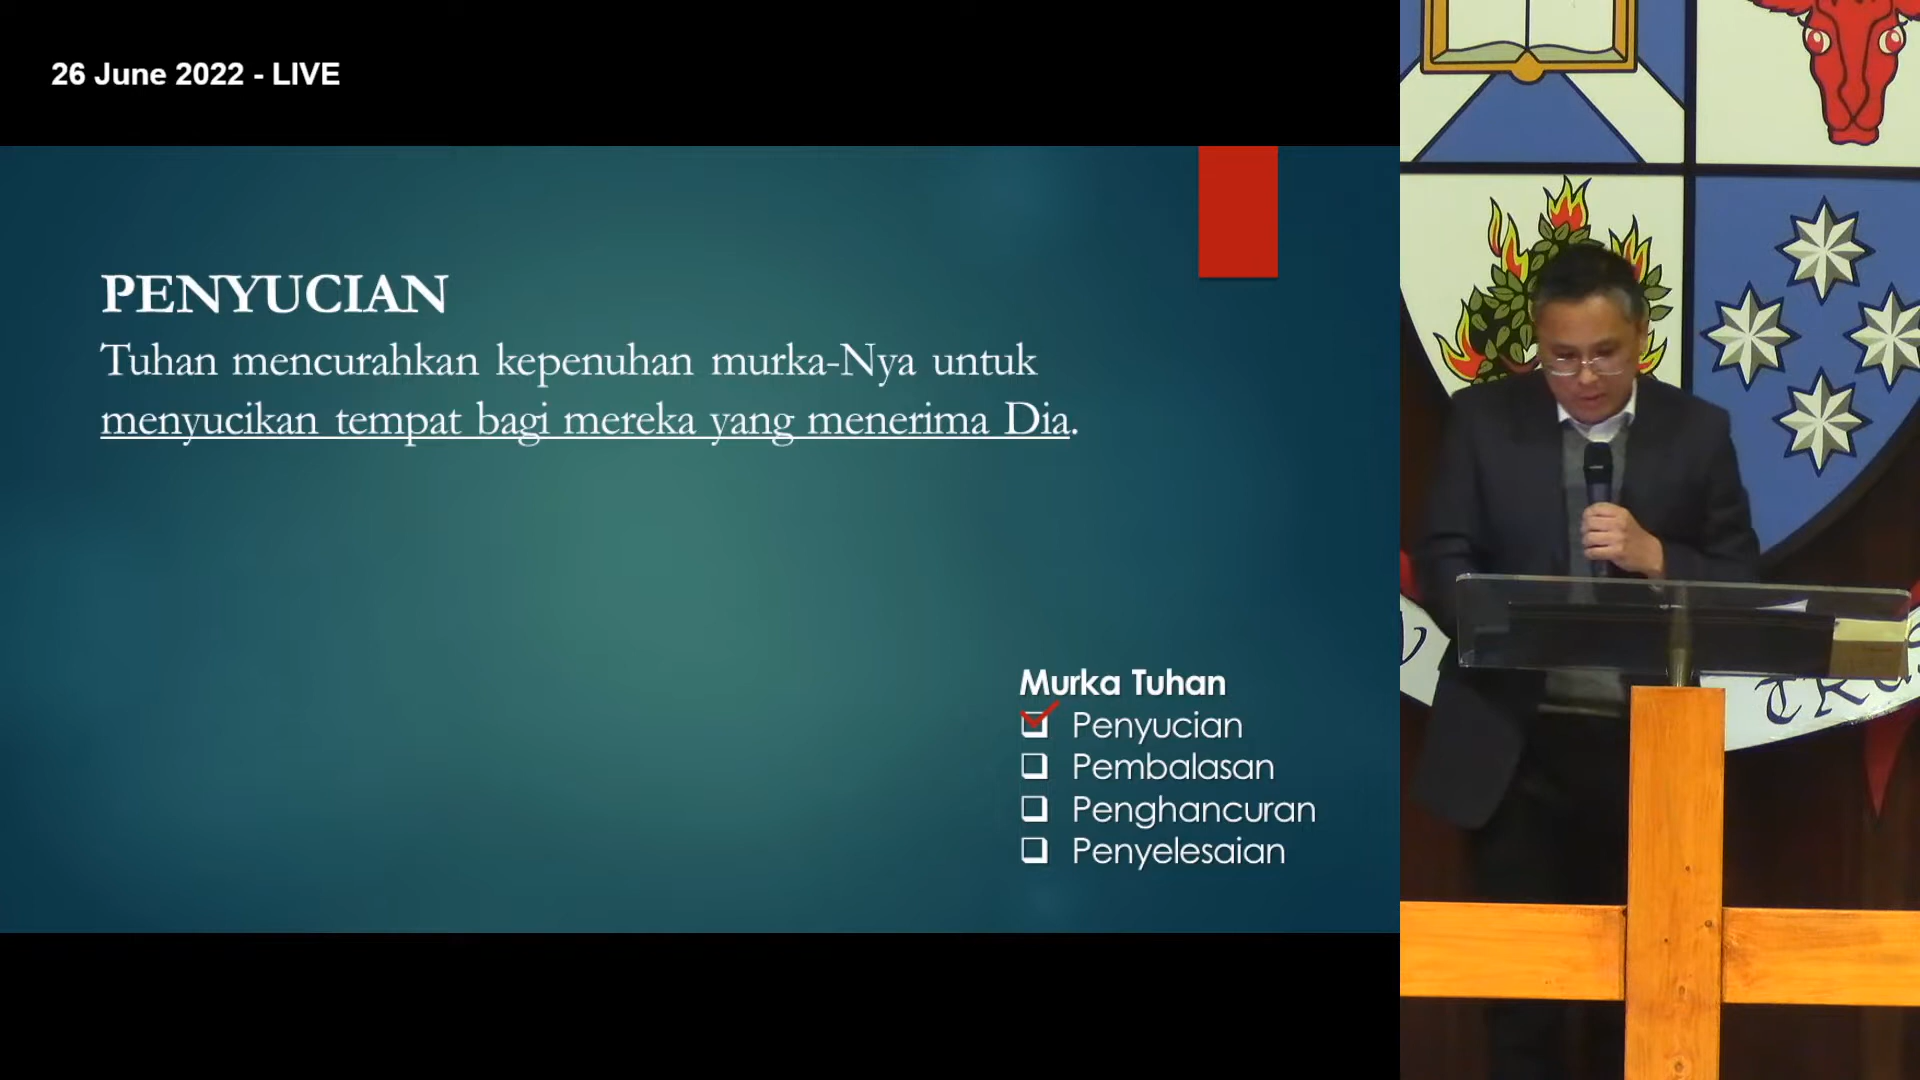 26 June 2022 - LIVE
PENYUCIAN
Tuhan mencurahkan kepenuhan murka-Nya untuk
menyucikan tempat bagi mereka yang menerima Dia.
Murka Tuhan
Penyucian
Pembalasan
Penghancuran
Penyelesaian